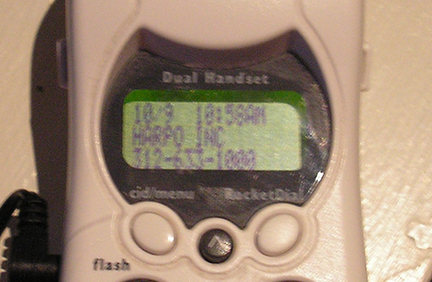 Dual Handset
10/9 10:58AM
HARPO INC
312-633-1000
cid/menu RocketDial
flash